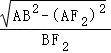 √(AB²-(AF₂)²)
BF₂